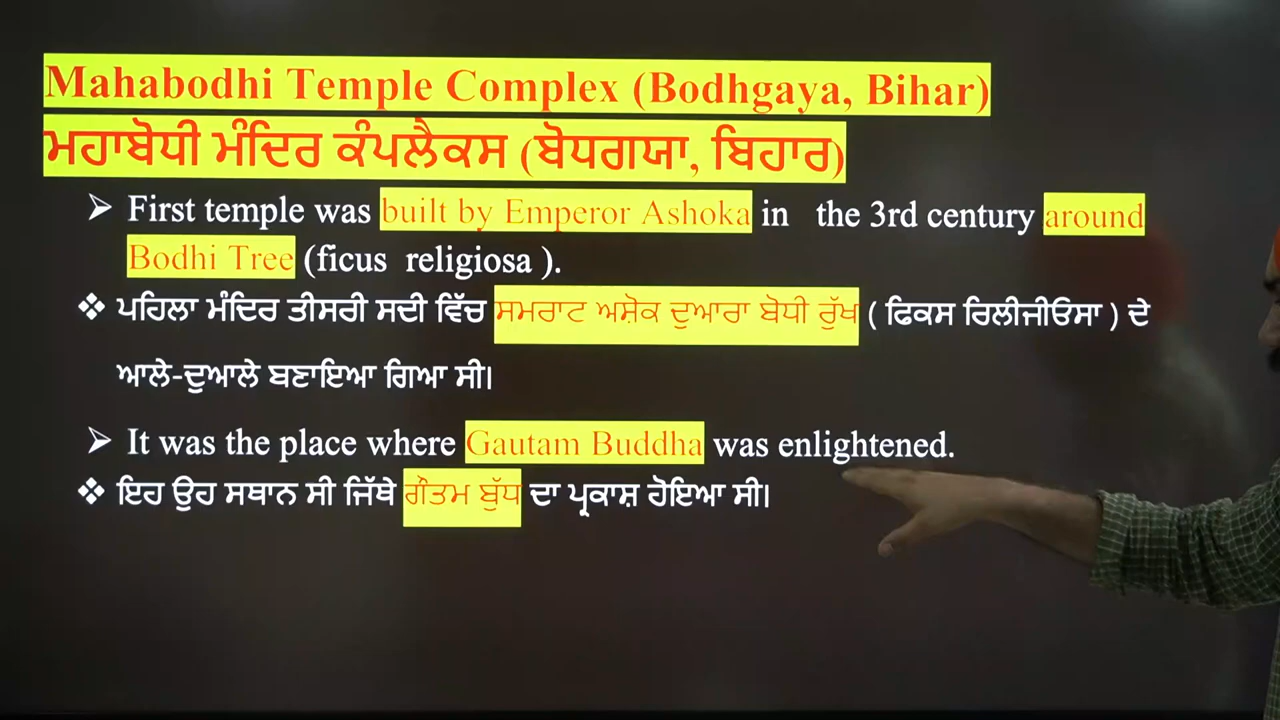 Mahabodhi Temple Complex (Bodhgaya, Bihar)
ਮਹਾਬੋਧੀ ਮੰਦਿਰ ਕੰਪਲੈਕਸ (ਬੋਧਗਯਾ, ਬਿਹਾਰ)
➢ First temple was built by Emperor Ashoka in the 3rd century around
Bodhi Tree (ficus religiosa ).
❖ ਪਹਿਲਾ ਮੰਦਿਰ ਤੀਸਰੀ ਸਦੀ ਵਿੱਚ ਸਮਰਾਟ ਅਸ਼ੋਕ ਦੁਆਰਾ ਬੋਧੀ ਰੁੱਖ ( ਫਿਕਸ ਰਿਲੀਜੀਓਸਾ ) ਦੇ
ਆਲੇ-ਦੁਆਲੇ ਬਣਾਇਆ ਗਿਆ ਸੀ।
➢ It was the place where Gautam Buddha was enlightened.
❖ ਇਹ ਉਹ ਸਥਾਨ ਸੀ ਜਿੱਥੇ ਗੌਤਮ ਬੁੱਧ ਦਾ ਪ੍ਰਕਾਸ਼ ਹੋਇਆ ਸੀ।